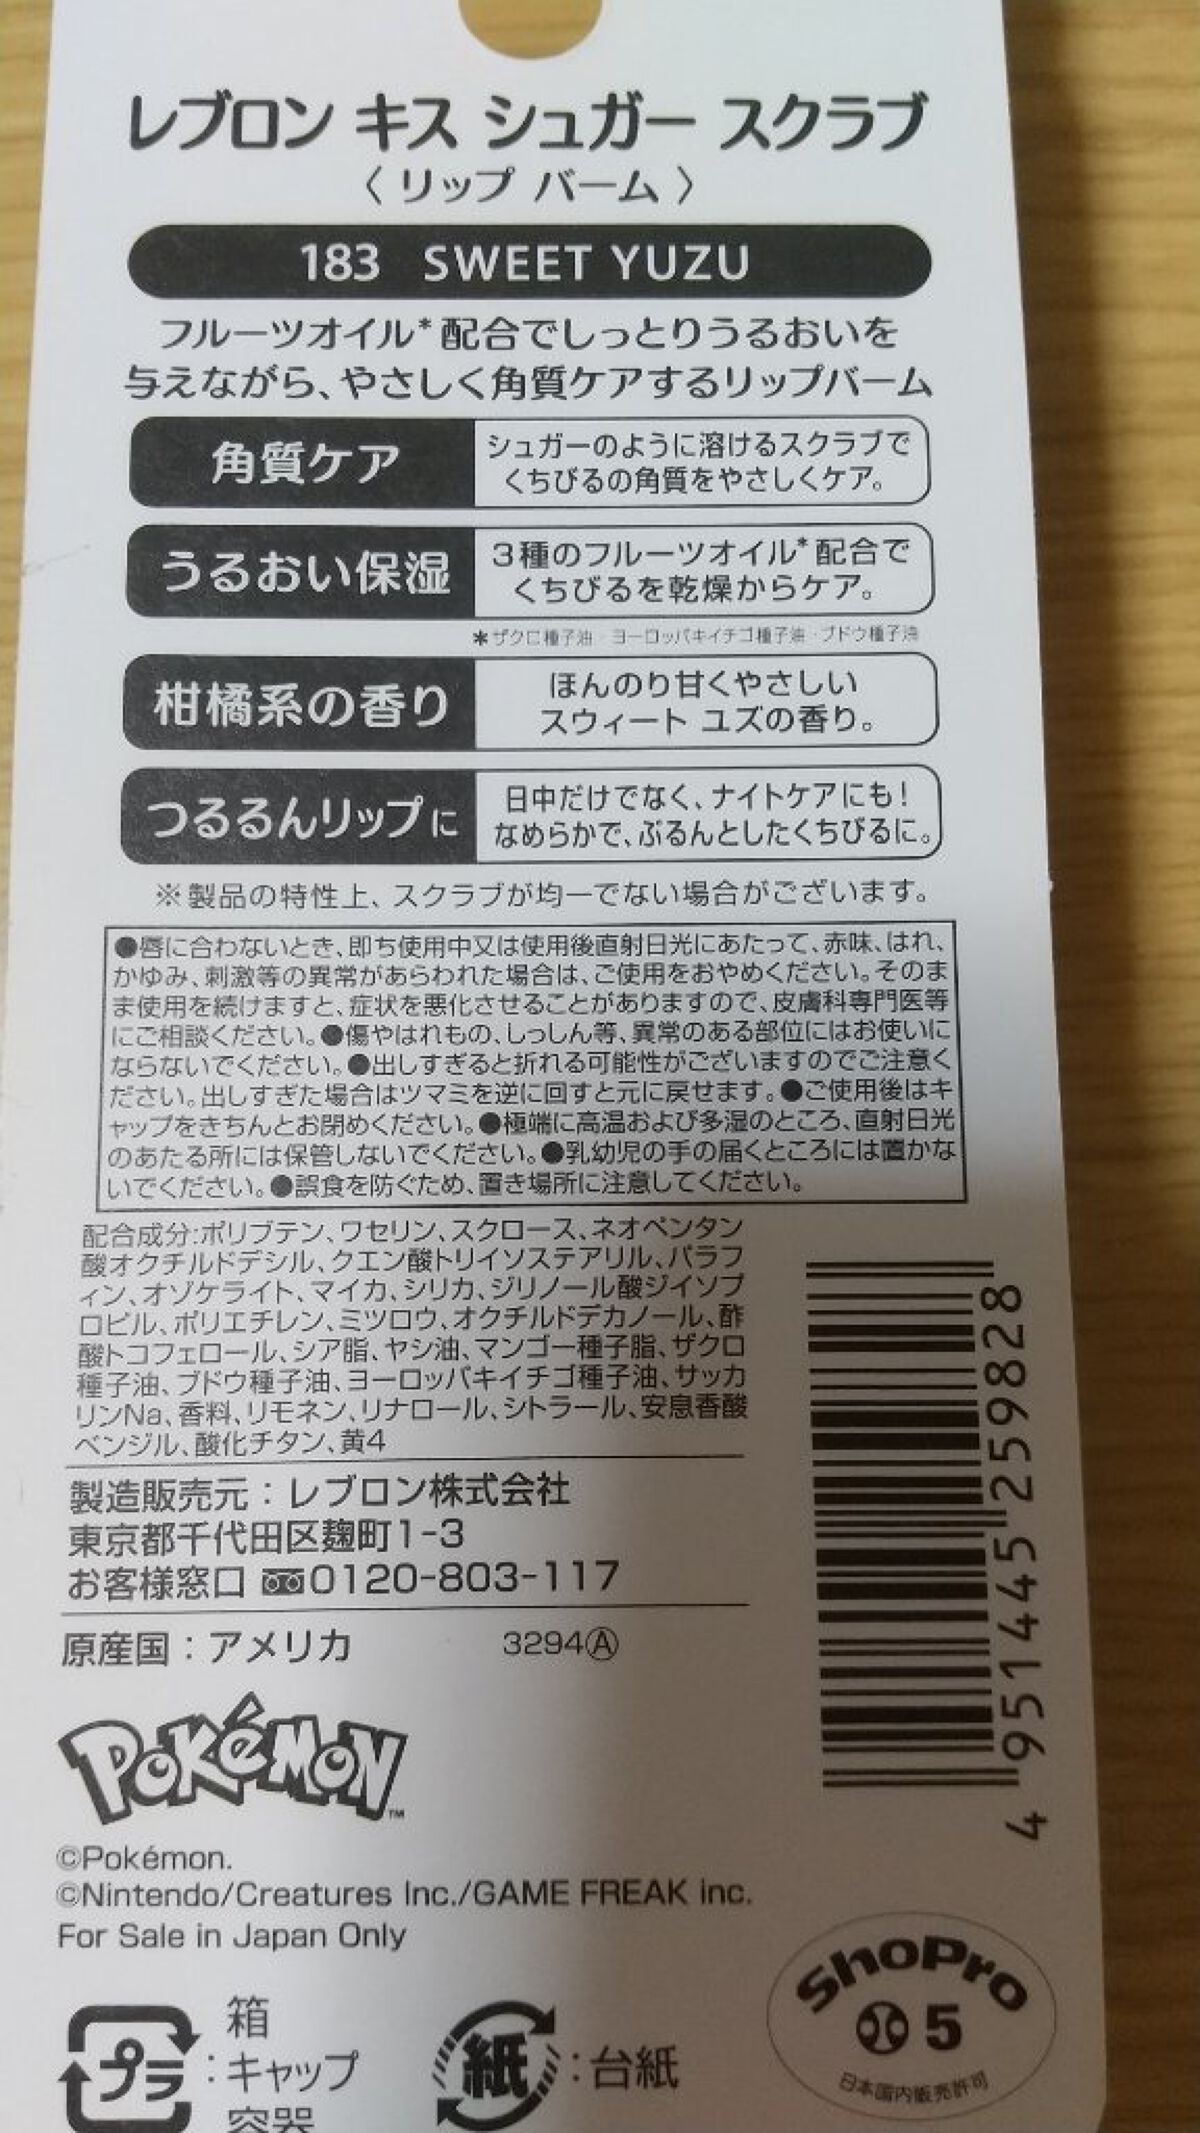 レブロン キス シュガー スクラブ
〈 リップ バーム 〉
183 SWEET YUZU
フルーツオイル*配合でしっとりうるおいを
与えながら、やさしく角質ケアするリップバーム
角質ケア
シュガーのように溶けるスクラブで
くちびるの角質をやさしくケア。
うるおい保湿
3種のフルーツオイル*配合で
くちびるを乾燥からケア。
*ザクロ種子油・ヨーロッパキイチゴ種子油・ブドウ種子油
柑橘系の香り
ほんのり甘くやさしい
スウィート ユズの香り。
つるるんリップに
日中だけでなく、ナイトケアにも!
なめらかで、ぷるんとしたくちびるに。
※製品の特性上、スクラブが均一でない場合がございます。
●唇に合わないとき、即ち使用中又は使用後直射日光にあたって、赤味、はれ、
かゆみ、刺激等の異常があらわれた場合は、ご使用をおやめください。そのま
ま使用を続けますと、症状を悪化させることがありますので、皮膚科専門医等
にご相談ください。●傷やはれもの、しっしん等、異常のある部位にはお使いに
ならないでください。●出しすぎると折れる可能性がございますのでご注意く
ださい。出しすぎた場合はツマミを逆に回すと元に戻せます。●ご使用後はキ
ャップをきちんとお閉めください。●極端に高温および多湿のところ、直射日光
のあたる所には保管しないでください。●乳幼児の手の届くところには置かな
いでください。●誤食を防ぐため、置き場所に注意してください。
配合成分:ポリブテン、ワセリン、スクロース、ネオペンタン
酸オクチルドデシル、クエン酸トリイソステアリル、パラフ
ィン、オゾケライト、マイカ、シリカ、ジリノール酸ジイソプ
ロピル、ポリエチレン、ミツロウ、オクチルドデカノール、酢
酸トコフェロール、シア脂、ヤシ油、マンゴー種子脂、ザクロ
種子油、ブドウ種子油、ヨーロッパキイチゴ種子油、サッカ
リンNa、香料、リモネン、リナロール、シトラール、安息香酸
ベンジル、酸化チタン、黄4
製造販売元：レブロン株式会社
東京都千代田区麹町1-3
お客様窓口 0120-803-117
原産国：アメリカ 3294Ⓐ
4 951445 259828
POKéMON™
©Pokémon.
©Nintendo/Creatures Inc./GAME FREAK inc.
For Sale in Japan Only
プラ：
箱
キャップ
容器
紙：台紙
ShoPro
5
日本国内販売許可